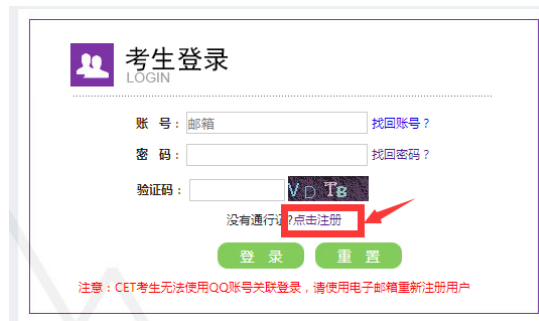 考生登录
LOGIN
账 号：邮箱 找回账号？
密 码： 找回密码？
验证码： V D T B
没有通行证?点击注册
登 录 重 置
注意：CET考生无法使用QQ账号关联登录，请使用电子邮箱重新注册用户